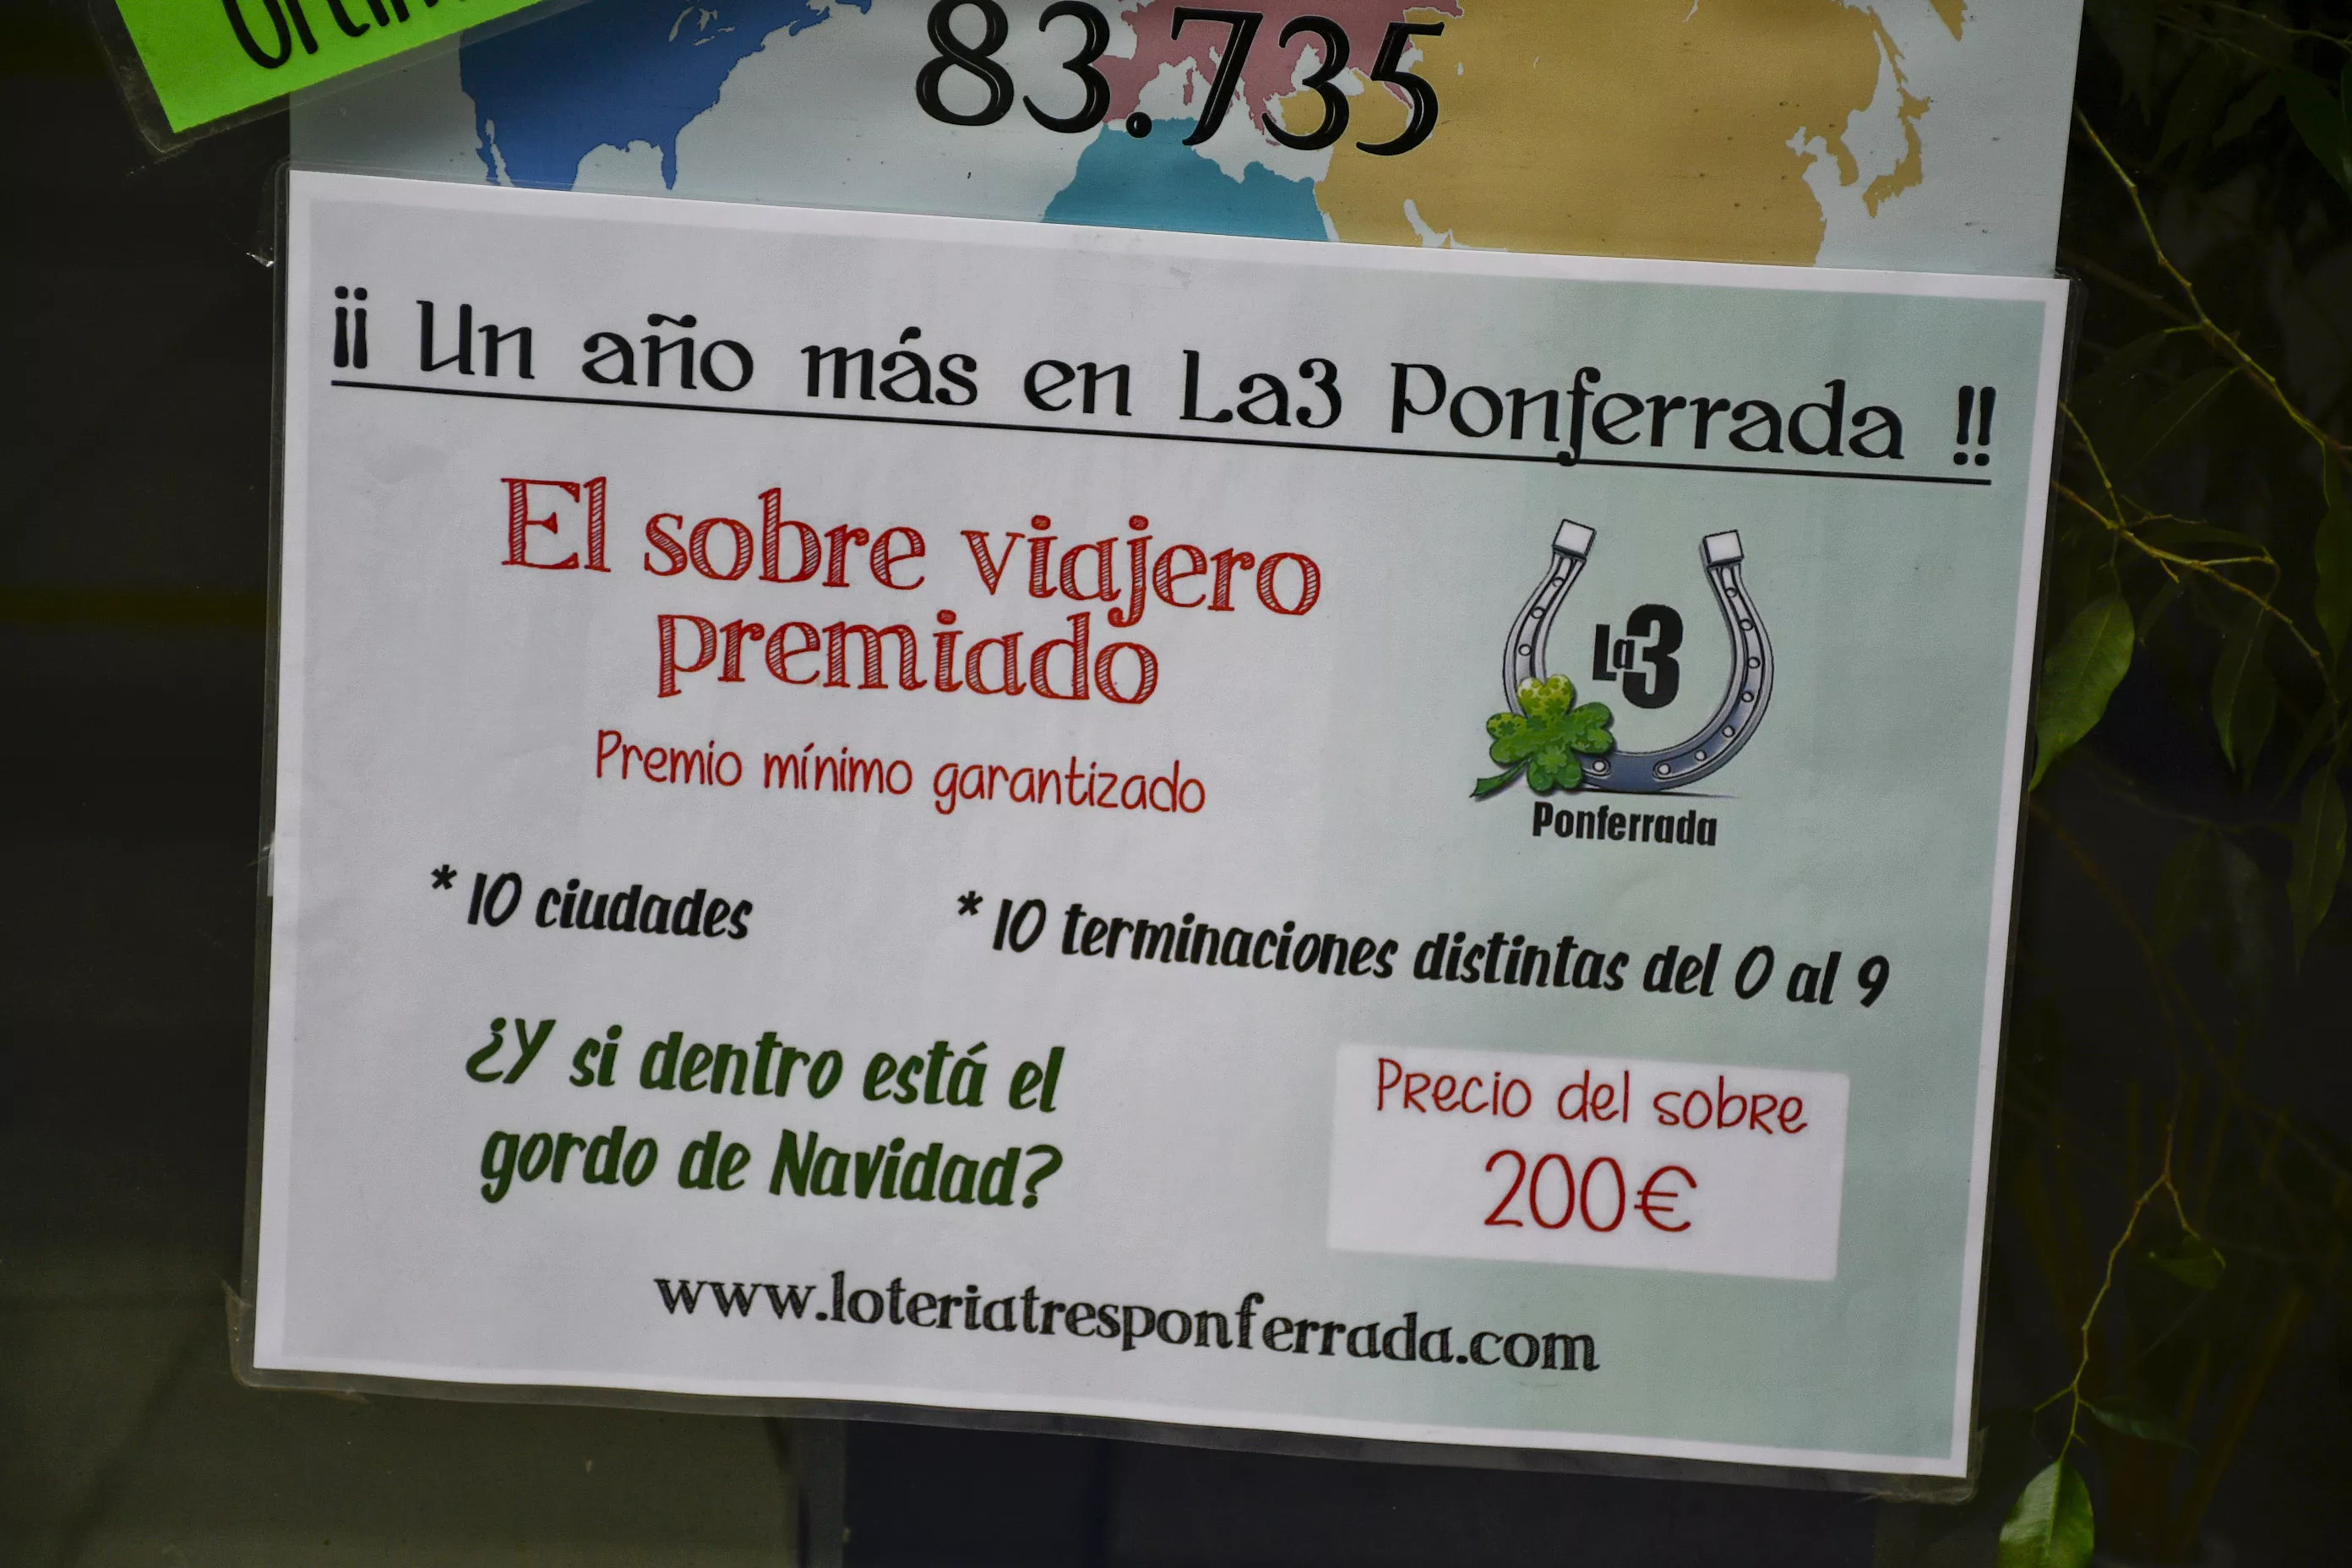 83.735
¡¡ Un año más en La3 Ponferrada !!
El sobre viajero
premiado
Premio mínimo garantizado
La3
Ponferrada
* 10 ciudades
* 10 terminaciones distintas del 0 al 9
¿Y si dentro está el
gordo de Navidad?
Precio del sobre
200€
www.loteriatresponferrada.com